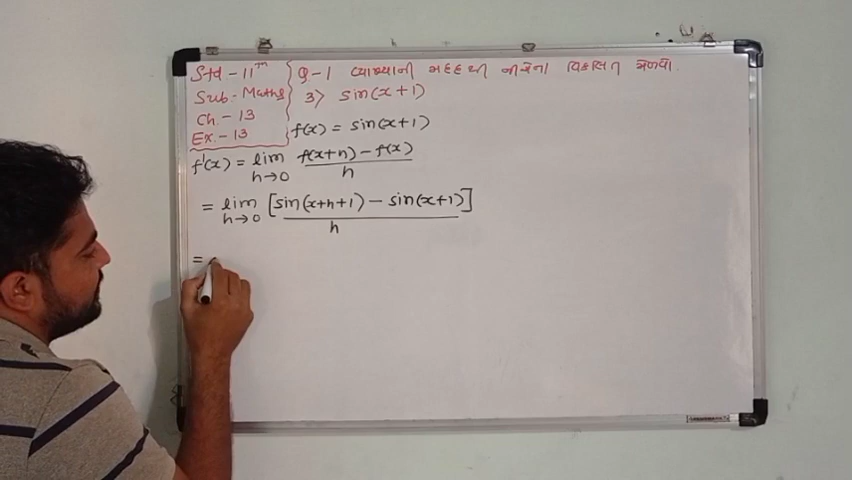 Std - 11th
Sub - Maths
Ch. - 13
Ex. - 13
Q-1 વ્યાખ્યાની મદદથી નીચેના વિકલિત મેળવો.
3> sin(x+1)
f(x) = sin(x+1)
f'(x) = lim h→0 f(x+h) - f(x) / h
= lim h→0 [sin(x+h+1) - sin(x+1)] / h
=